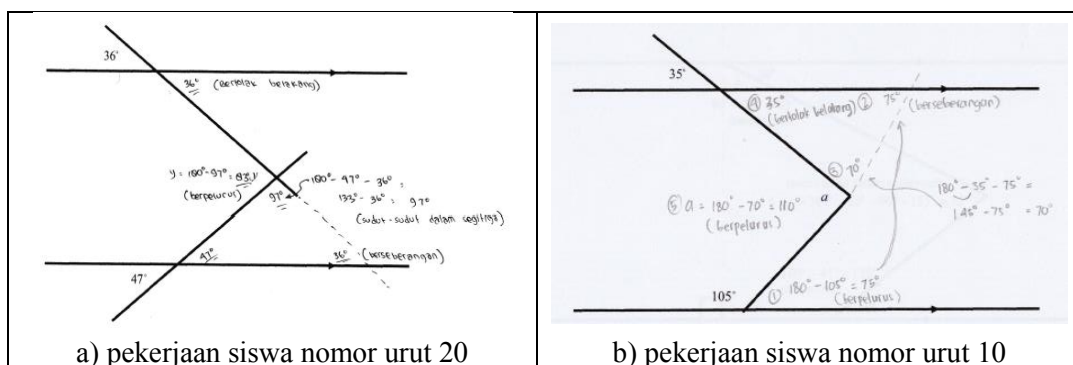 36°
36° (Bertolak belakang)
y = 180° - 97° = 83°
(berpelurus)
97°
180° - 47° - 36° =
133° - 36° = 97°
(sudut-sudut dalam segitiga)
47°
36° (berseberangan)
47°
a) pekerjaan siswa nomor urut 20
35°
④ 35°
(bertolak belakang)
② 75° (berseberangan)
③ 70°
a
⑤ a = 180° - 70° = 110°
(berpelurus)
180° - 35° - 75° =
145° - 75° = 70°
105°
① 180° - 105° = 75°
(berpelurus)
b) pekerjaan siswa nomor urut 10